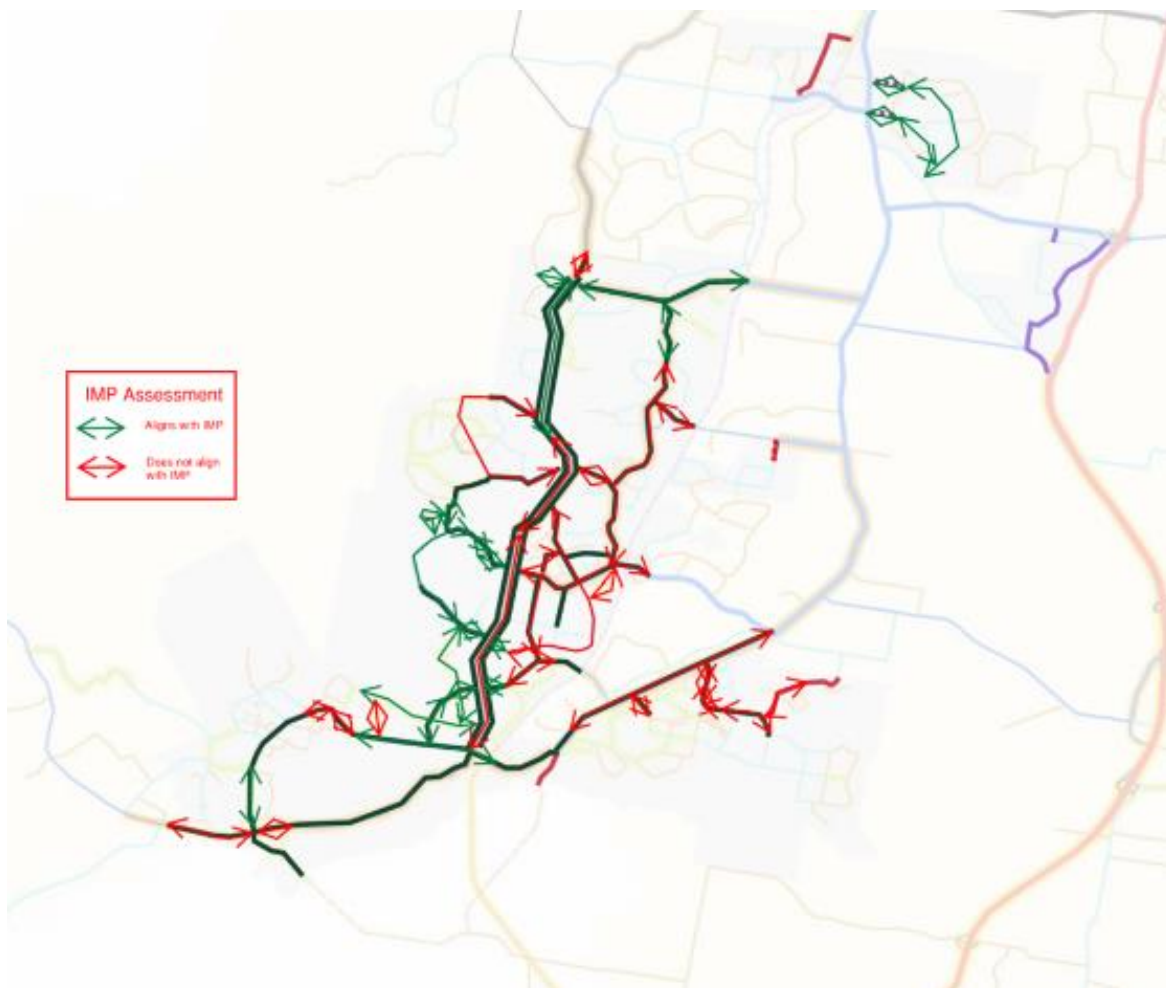 IMP Assessment
Aligns with IMP
Does not align
with IMP